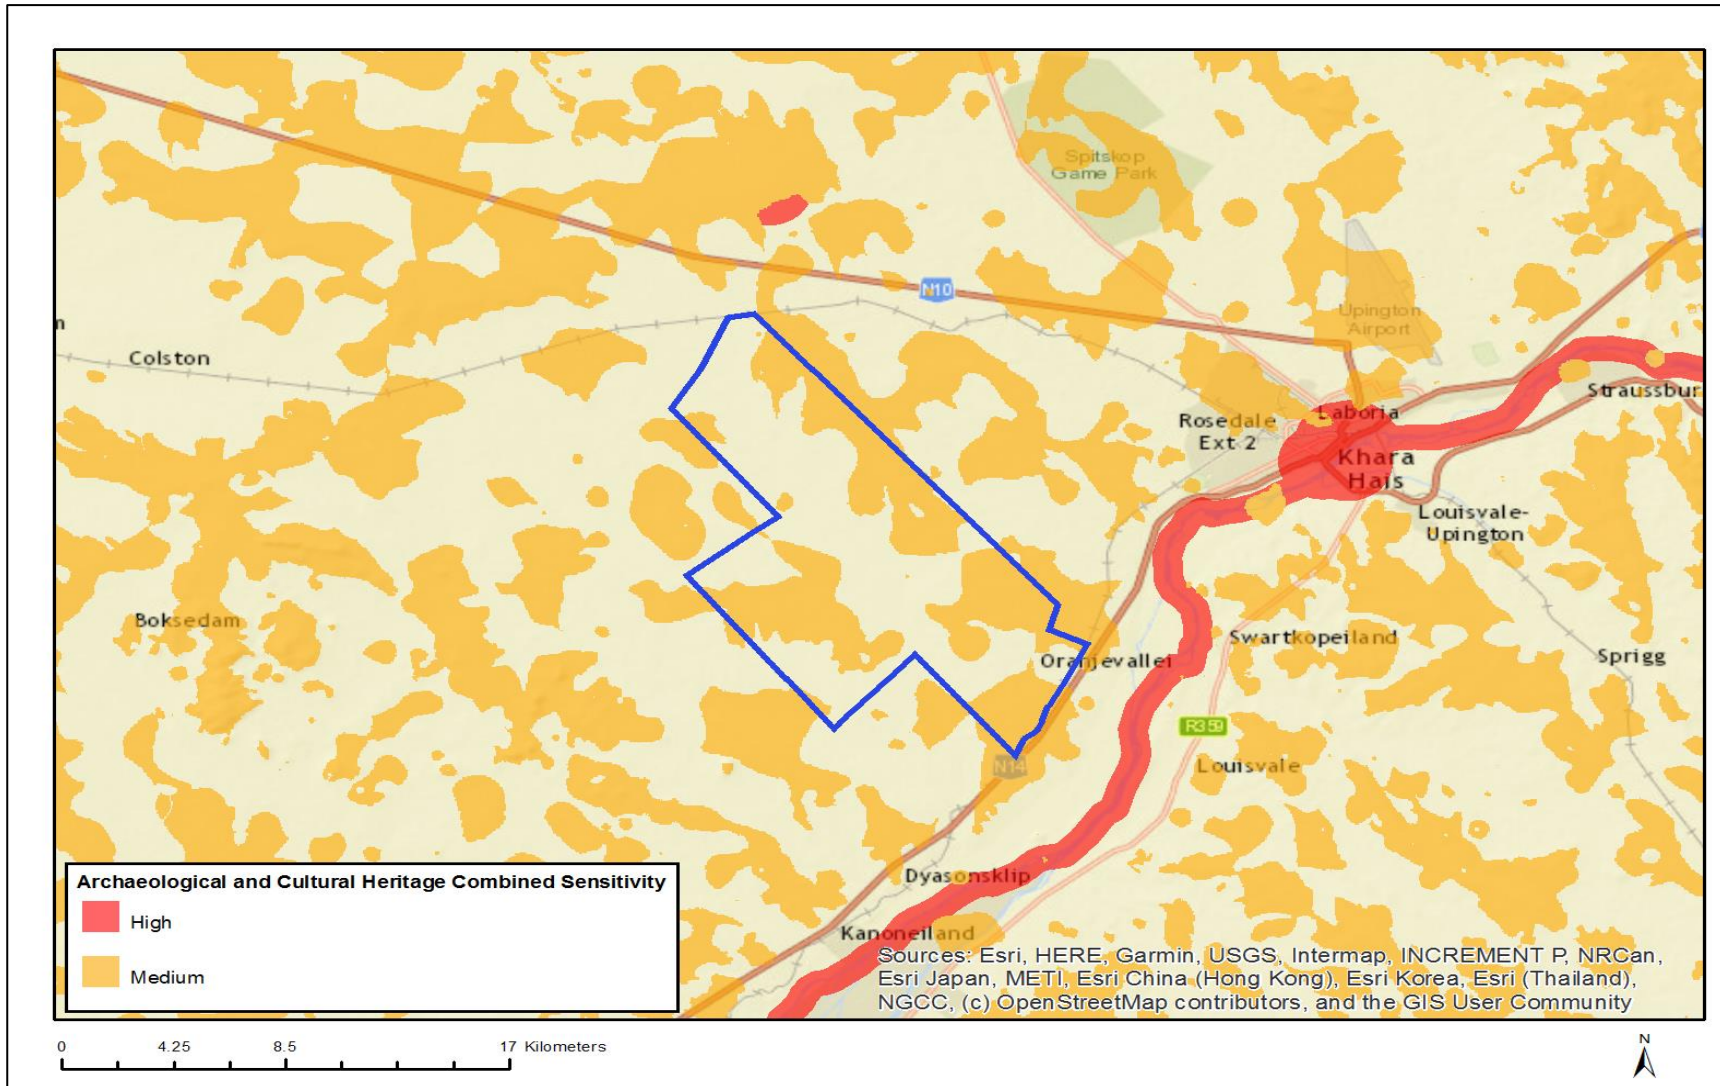 Spitskop
Game Park
N10
Upington
Airport
n
Colston
Straussbur
Laboria
Rosedale
Ext 2
Khara
Hais
Louisvale-
Upington
Boksedam
Swartkopeiland
Oranjevallei
Sprigg
R359
N14
Louisvale
Dyasonsklip
Kanoneiland
Archaeological and Cultural Heritage Combined Sensitivity
High
Medium
Sources: Esri, HERE, Garmin, USGS, Intermap, INCREMENT P, NRCan,
Esri Japan, METI, Esri China (Hong Kong), Esri Korea, Esri (Thailand),
NGCC, (c) OpenStreetMap contributors, and the GIS User Community
0 4.25 8.5 17 Kilometers
N